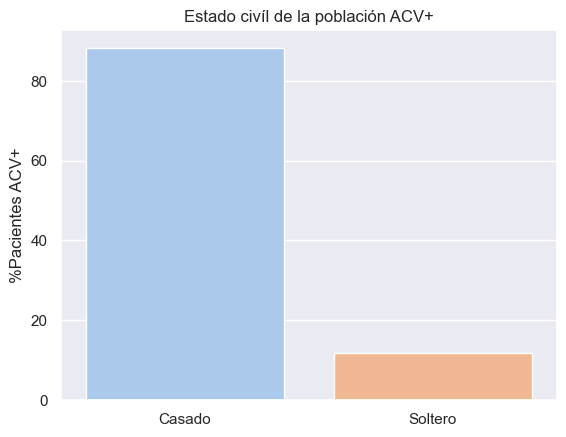 Estado civíl de la población ACV+
%Pacientes ACV+
80
60
40
20
0
Casado
Soltero